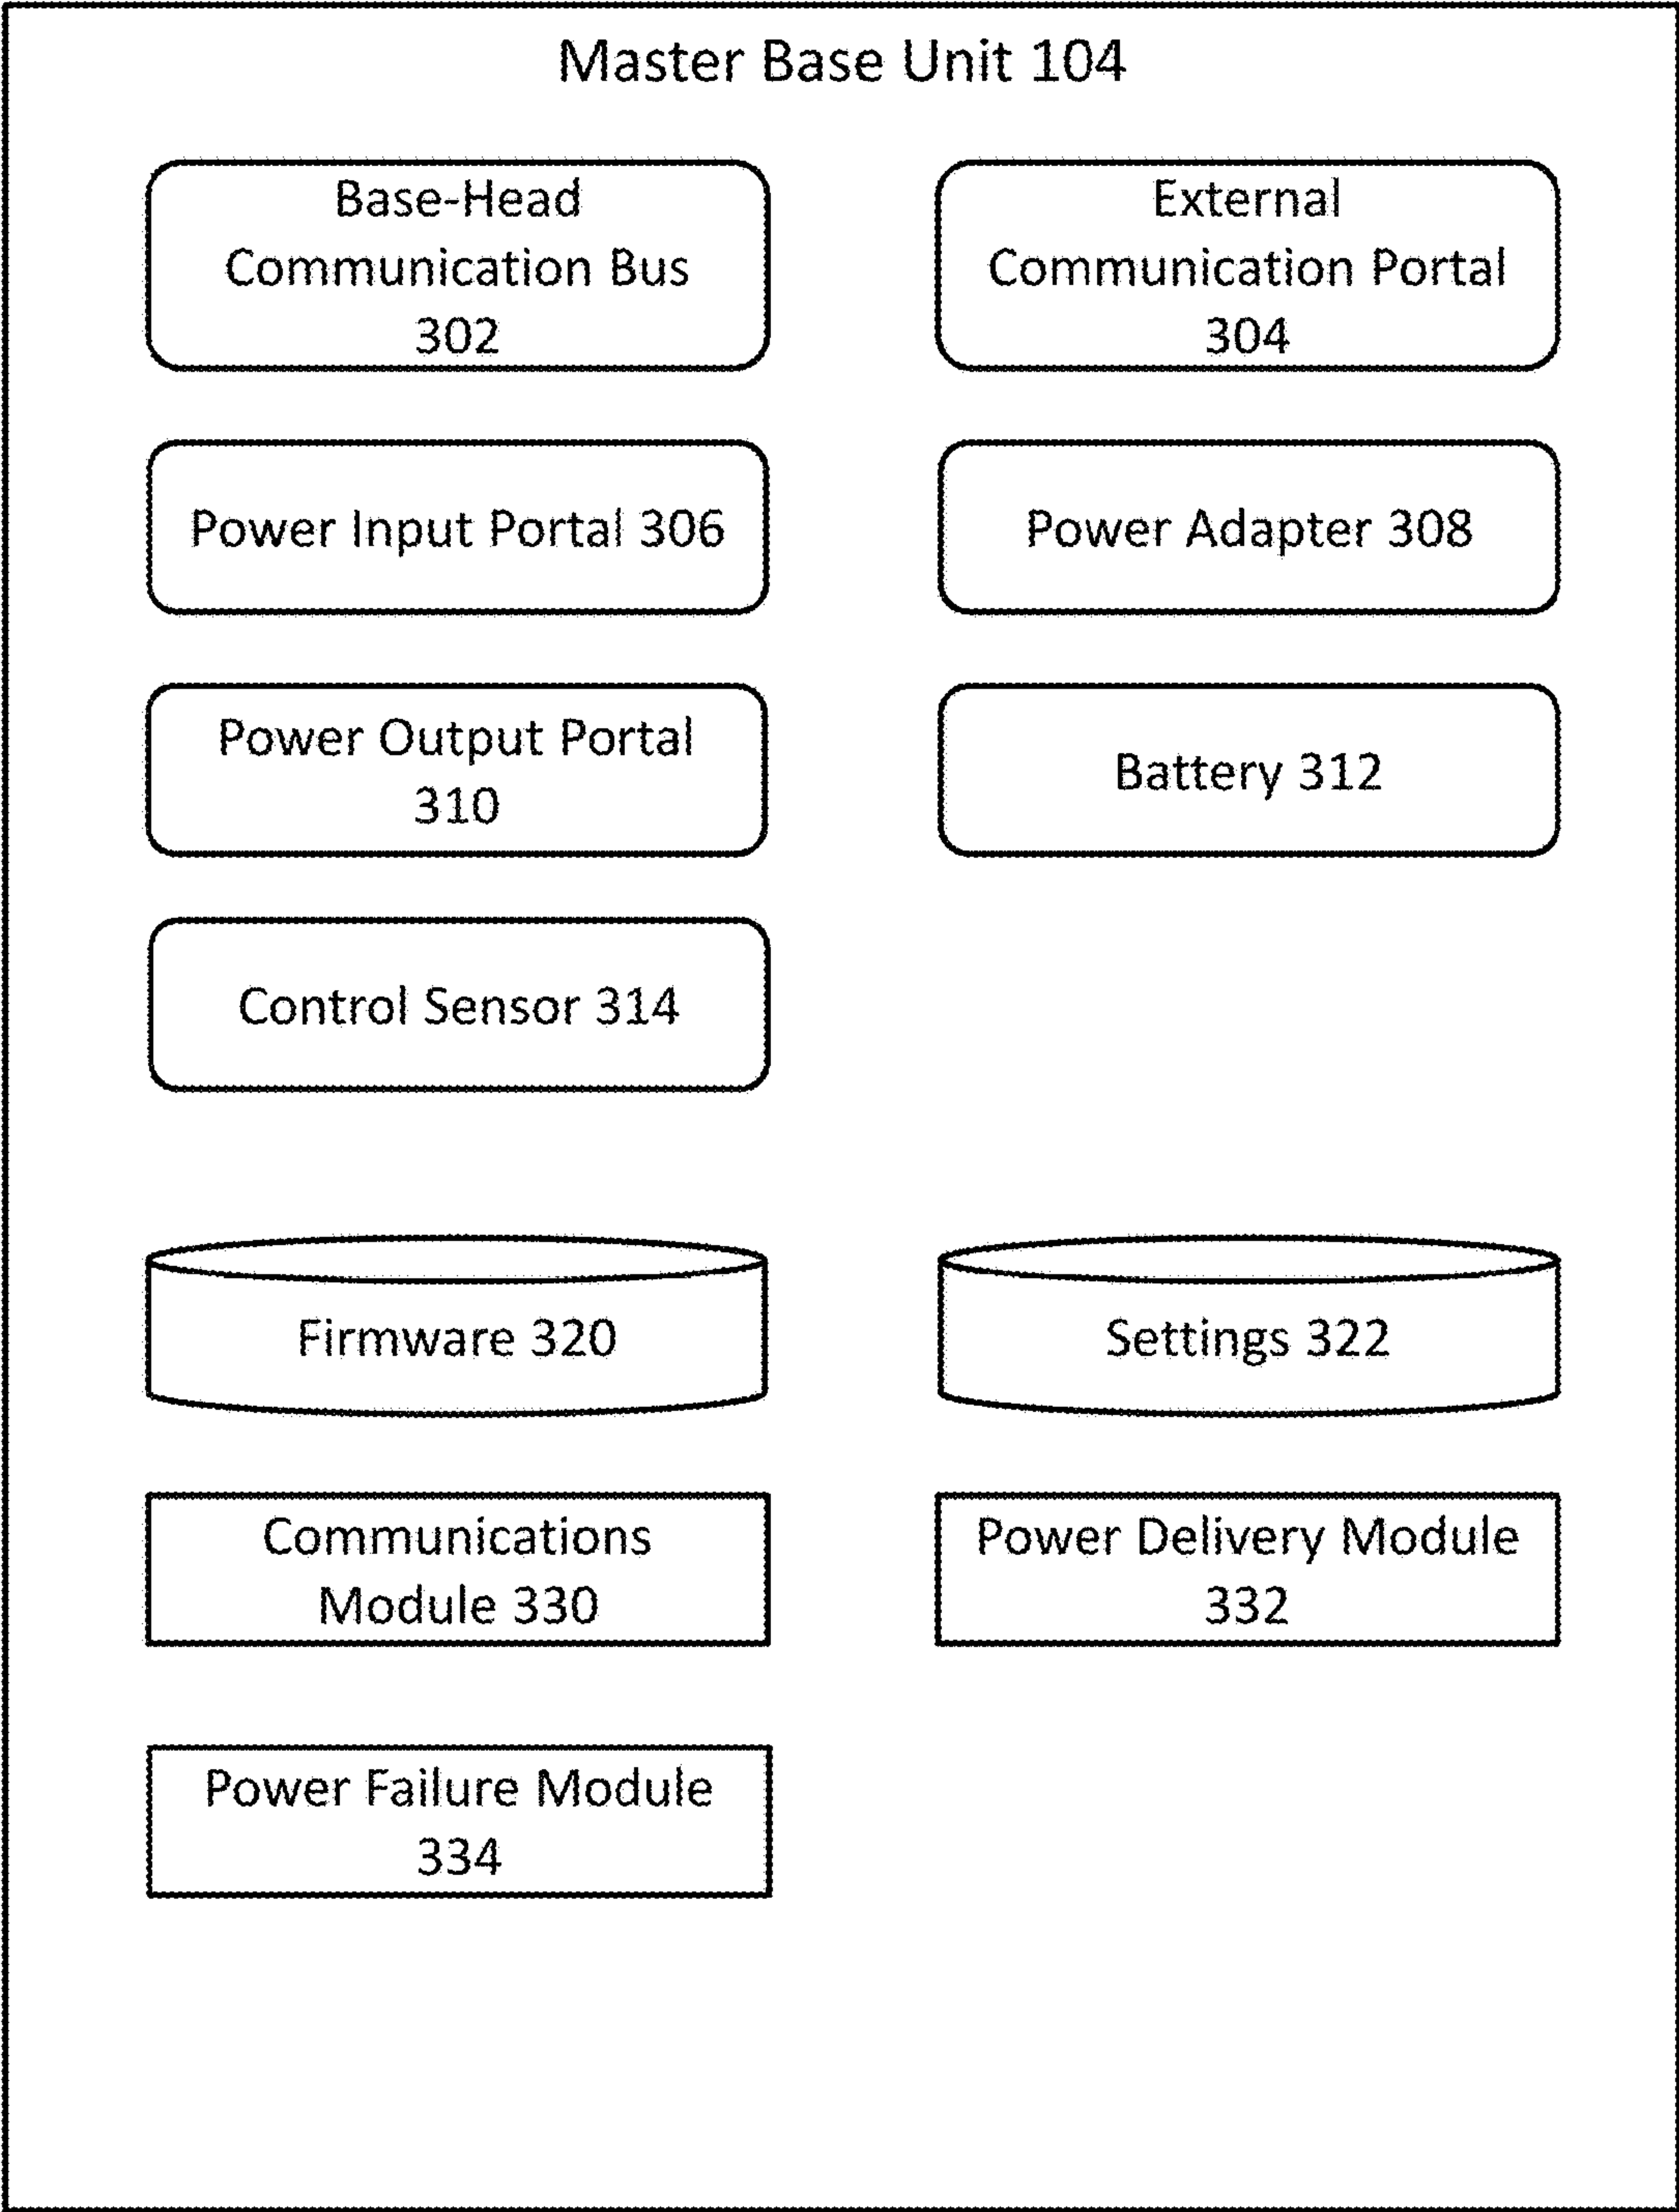 Master Base Unit 104
Base-Head
Communication Bus
302
External
Communication Portal
304
Power Input Portal 306
Power Adapter 308
Power Output Portal
310
Battery 312
Control Sensor 314
Firmware 320
Settings 322
Communications
Module 330
Power Delivery Module
332
Power Failure Module
334